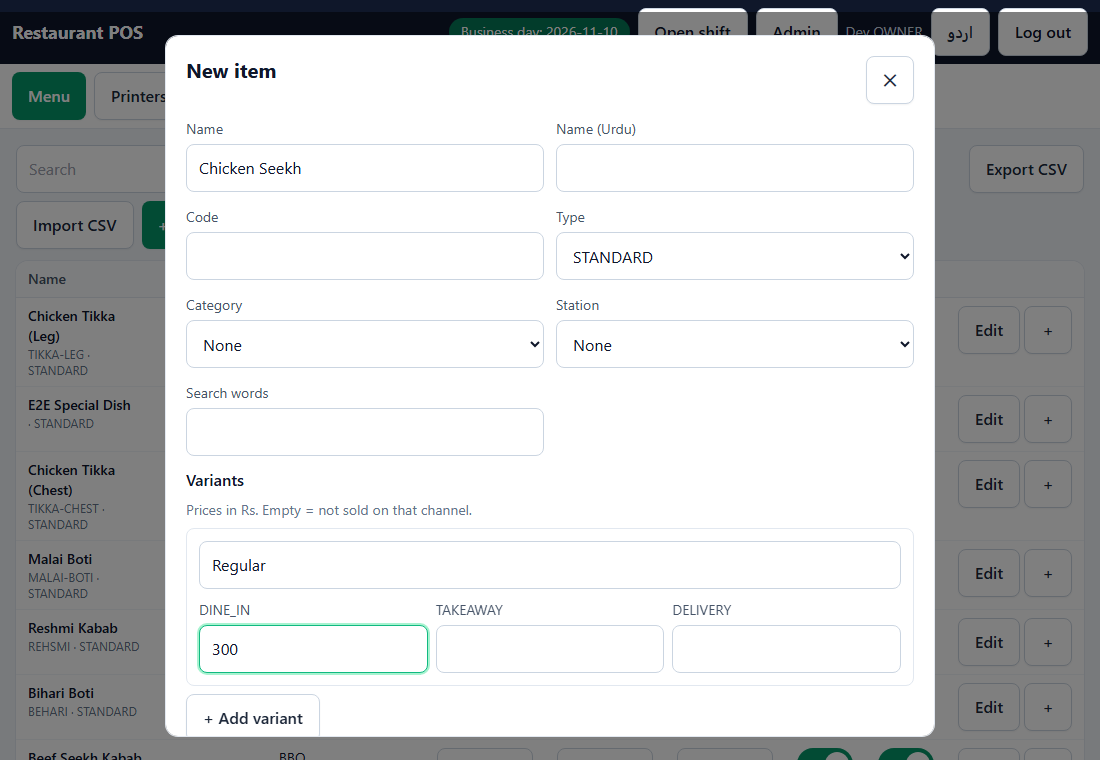 Restaurant POS
Business day: 2026-11-10
Open shift
Admin
Dev OWNER
اردو
Log out
Menu
Printers
Search
Export CSV
Import CSV
+
Name
Chicken Tikka
(Leg)
TIKKA-LEG ·
STANDARD
Edit
+
E2E Special Dish
· STANDARD
Edit
+
Chicken Tikka
(Chest)
TIKKA-CHEST ·
STANDARD
Edit
+
Malai Boti
MALAI-BOTI ·
STANDARD
Edit
+
Reshmi Kabab
REHSMI · STANDARD
Edit
+
Bihari Boti
BEHARI · STANDARD
Edit
+
Beef Seekh Kabab
BBQ
New item
Name
Chicken Seekh
Name (Urdu)
Code
Type
STANDARD
Category
None
Station
None
Search words
Variants
Prices in Rs. Empty = not sold on that channel.
Regular
DINE_IN
TAKEAWAY
DELIVERY
300
+ Add variant